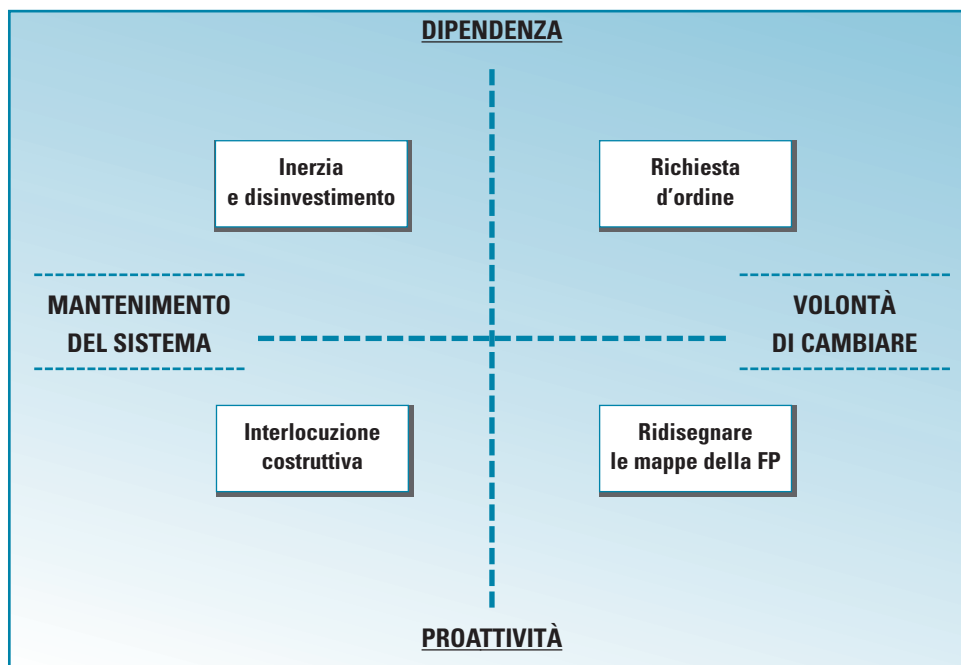 DIPENDENZA
Inerzia
e disinvestimento
Richiesta
d'ordine
MANTENIMENTO
DEL SISTEMA
VOLONTÀ
DI CAMBIARE
Interlocuzione
costruttiva
Ridisegnare
le mappe della FP
PROATTIVITÀ